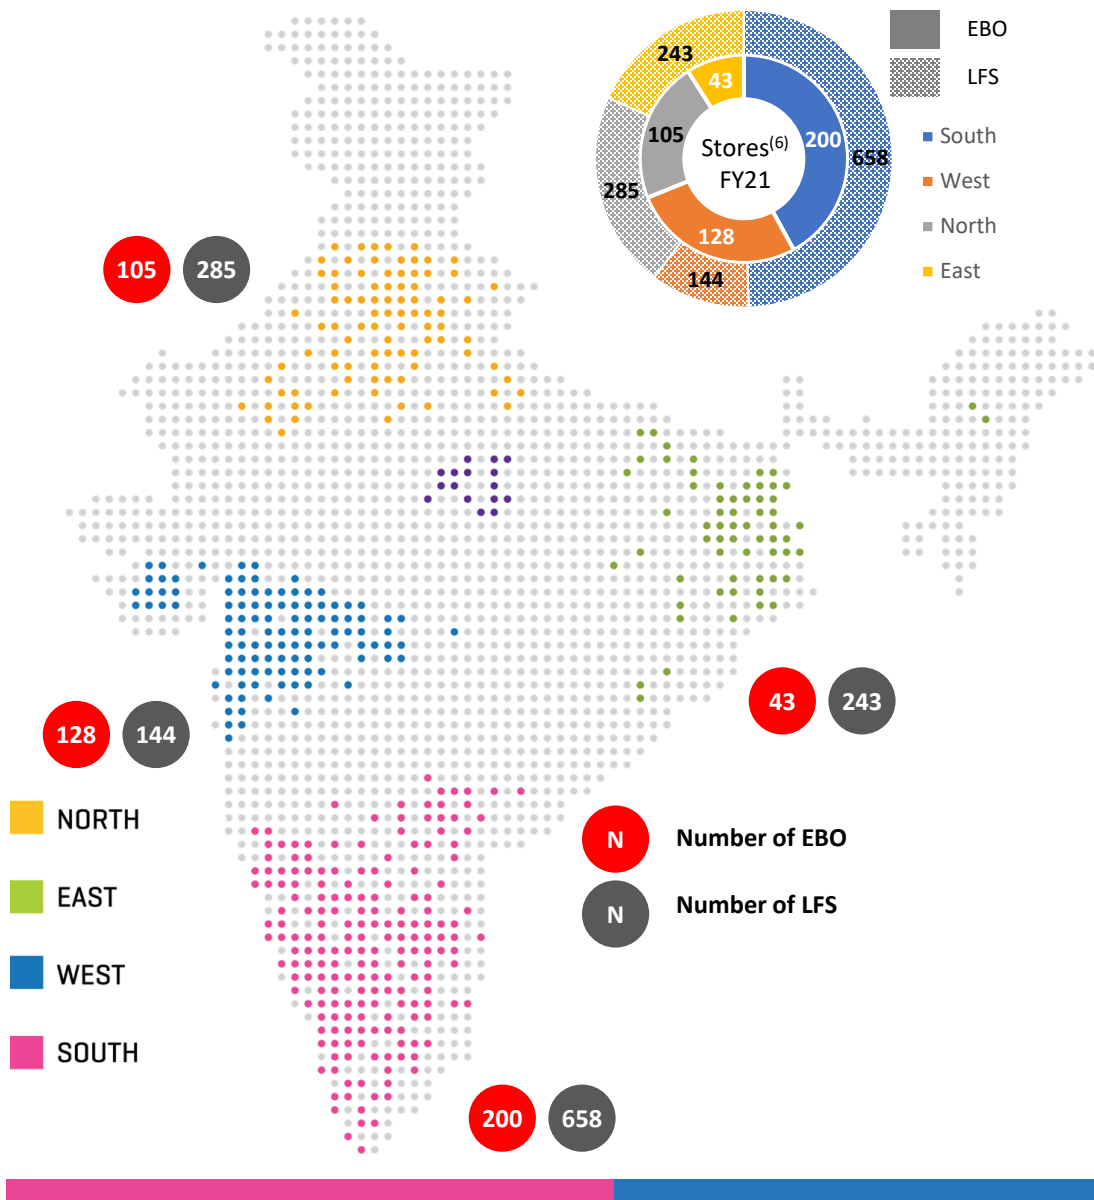 EBO
LFS
243
43
105
200
Stores(6)
FY21
658
285
128
144
South
West
North
East
105 285
43 243
128 144
NORTH
EAST
WEST
SOUTH
N Number of EBO
N Number of LFS
200 658